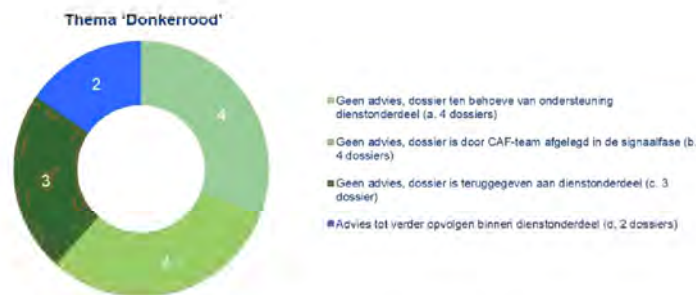 Thema 'Donkerrood'
2
4
3
4
Geen advies, dossier ten behoeve van ondersteuning
dienstonderdeel (a. 4 dossiers)
Geen advies, dossier is door CAF-team afgelegd in de signaalfase (b.
4 dossiers)
Geen advies, dossier is teruggegeven aan dienstonderdeel (c. 3
dossier)
Advies tot verder opvolgen binnen dienstonderdeel (d, 2 dossiers)